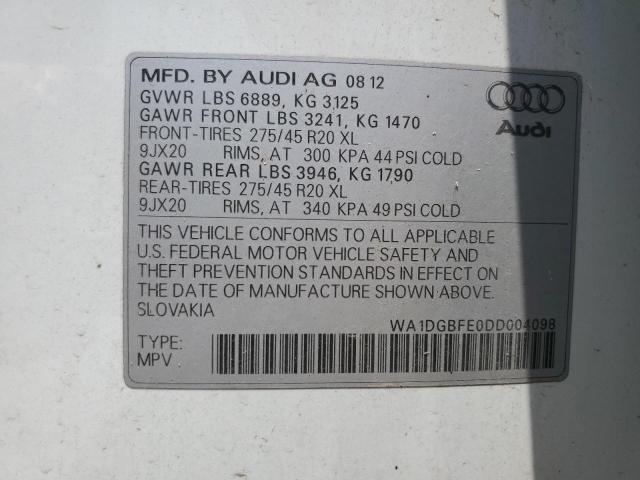 MFD. BY AUDI AG 08 12
GVWR LBS 6889, KG 3125
GAWR FRONT LBS 3241, KG 1470
FRONT-TIRES 275/45 R20 XL
9JX20 RIMS, AT 300 KPA 44 PSI COLD
GAWR REAR LBS 3946, KG 1790
REAR-TIRES 275/45 R20 XL
9JX20 RIMS, AT 340 KPA 49 PSI COLD
Audi
THIS VEHICLE CONFORMS TO ALL APPLICABLE
U.S. FEDERAL MOTOR VEHICLE SAFETY AND
THEFT PREVENTION STANDARDS IN EFFECT ON
THE DATE OF MANUFACTURE SHOWN ABOVE.
SLOVAKIA
WA1DGBFE0DD004098
TYPE:
MPV